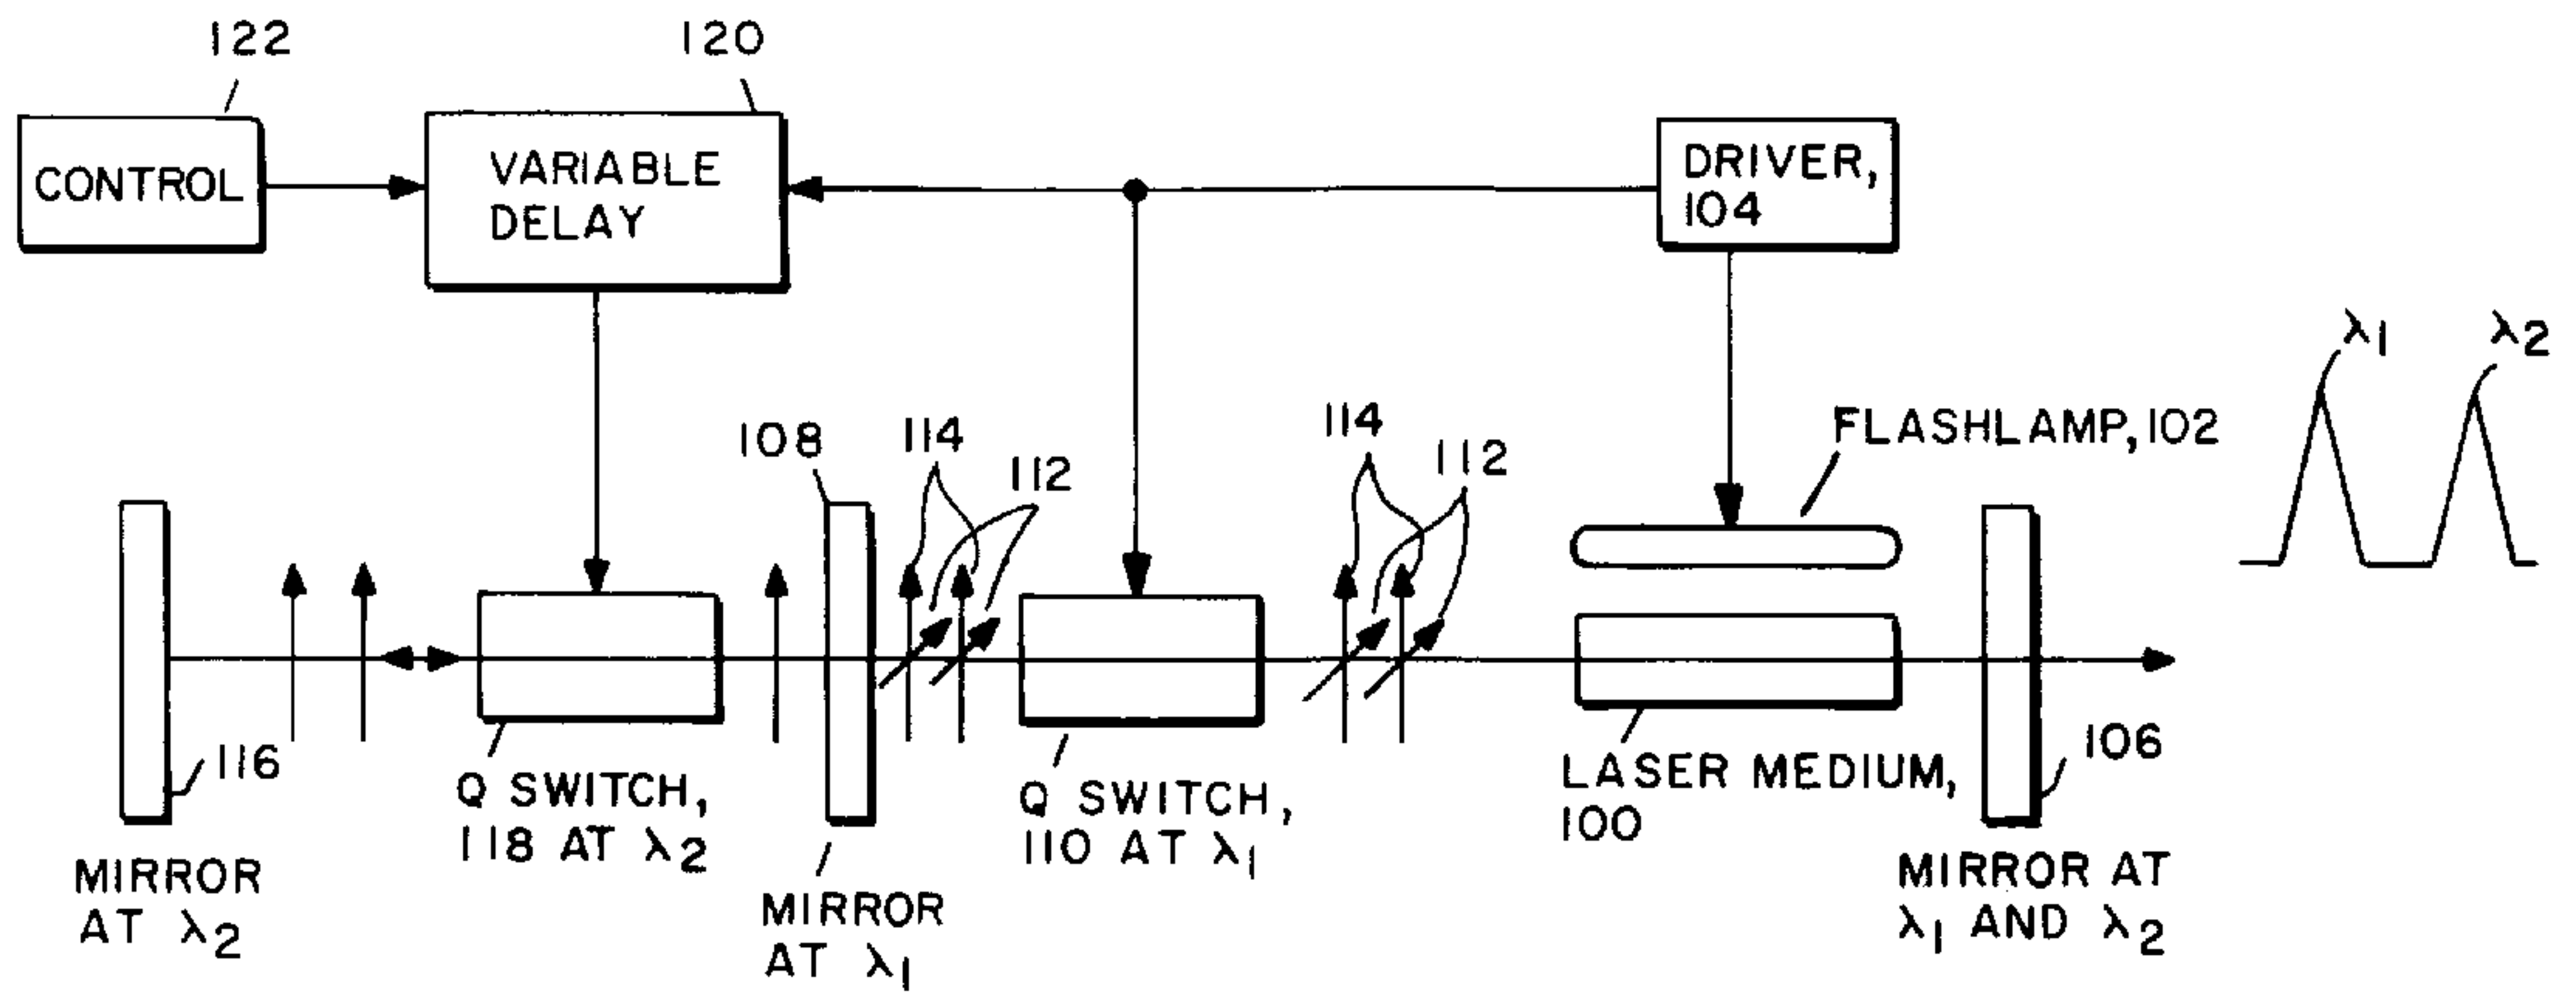 122
120
CONTROL
VARIABLE
DELAY
DRIVER,
104
λ1
λ2
108
114
112
114
112
FLASHLAMP, 102
116
Q SWITCH,
118 AT λ2
Q SWITCH,
110 AT λ1
LASER MEDIUM,
100
106
MIRROR
AT λ2
MIRROR
AT λ1
MIRROR AT
λ1 AND λ2